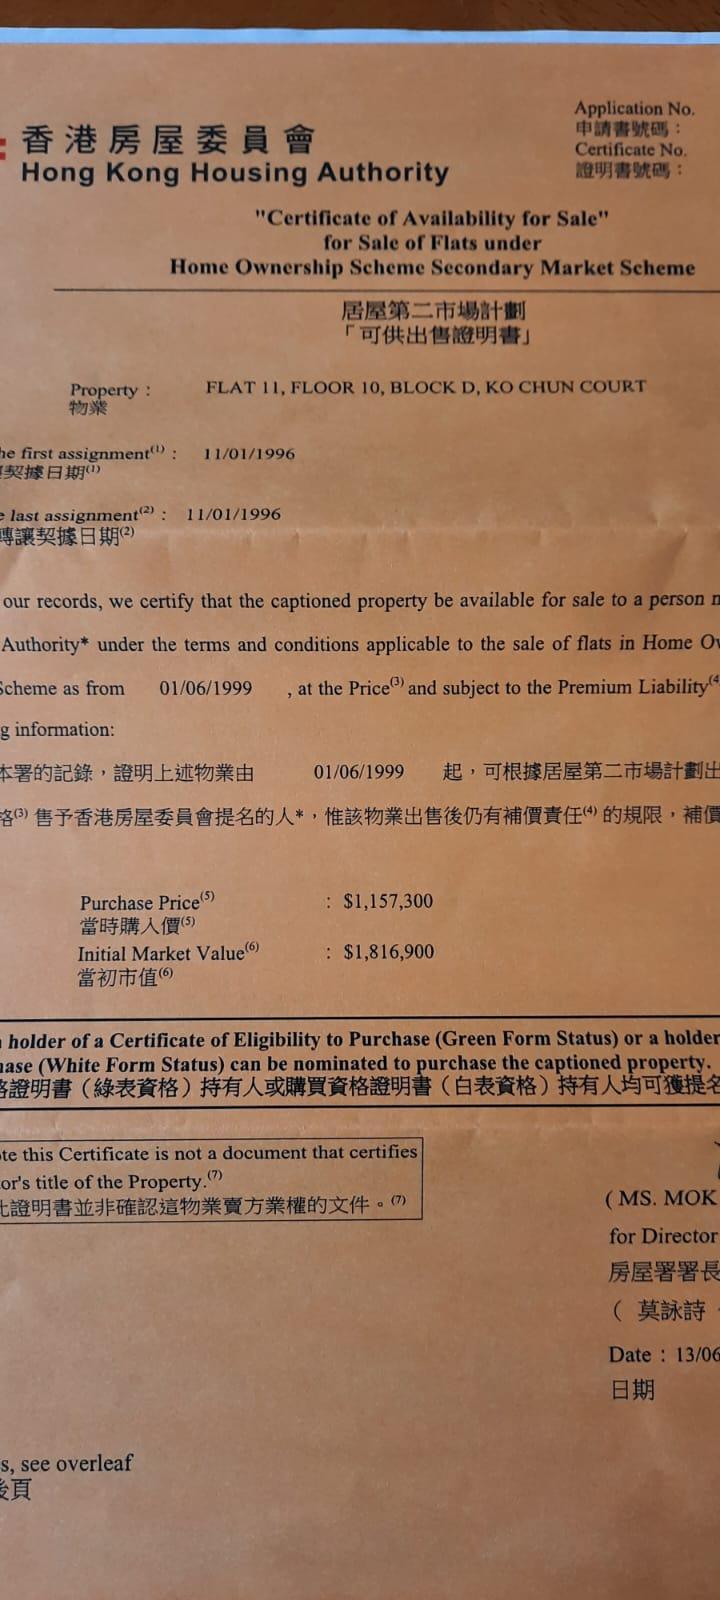 香港房屋委員會
Hong Kong Housing Authority
Application No.
申請書號碼：
Certificate No.
證明書號碼：
"Certificate of Availability for Sale"
for Sale of Flats under
Home Ownership Scheme Secondary Market Scheme
居屋第二市場計劃
「可供出售證明書」
Property : FLAT 11, FLOOR 10, BLOCK D, KO CHUN COURT
物業
he first assignment(1) : 11/01/1996
契據日期(1)
e last assignment(2) : 11/01/1996
轉讓契據日期(2)
our records, we certify that the captioned property be available for sale to a person n
Authority* under the terms and conditions applicable to the sale of flats in Home Ow
Scheme as from 01/06/1999 , at the Price(3) and subject to the Premium Liability(4
g information:
本署的記錄，證明上述物業由 01/06/1999 起，可根據居屋第二市場計劃出
格(3) 售予香港房屋委員會提名的人*，惟該物業出售後仍有補價責任(4) 的規限，補價
Purchase Price(5) : $1,157,300
當時購入價(5)
Initial Market Value(6) : $1,816,900
當初市值(6)
holder of a Certificate of Eligibility to Purchase (Green Form Status) or a holder
hase (White Form Status) can be nominated to purchase the captioned property.
格證明書（綠表資格）持有人或購買資格證明書（白表資格）持有人均可獲提名
te this Certificate is not a document that certifies
or's title of the Property.(7)
此證明書並非確認這物業賣方業權的文件。(7)
( MS. MOK
for Director
房屋署署長
（ 莫詠詩
Date : 13/06
日期
s, see overleaf
後頁